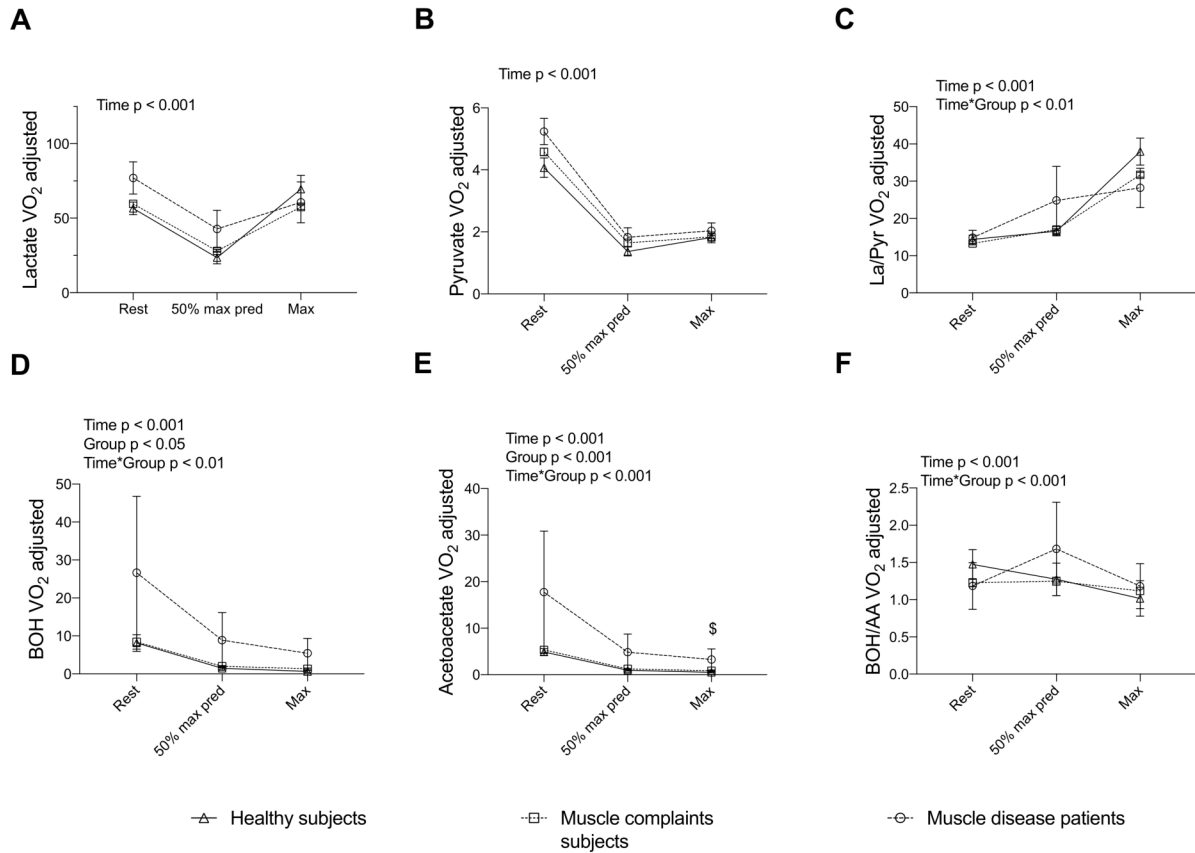 A
Time p < 0.001
Lactate VO2 adjusted
100
50
0
Rest
50% max pred
Max
B
Time p < 0.001
Pyruvate VO2 adjusted
6
4
2
0
Rest
50% max pred
Max
C
Time p < 0.001
Time*Group p < 0.01
La/Pyr VO2 adjusted
50
40
30
20
10
0
Rest
50% max pred
Max
D
Time p < 0.001
Group p < 0.05
Time*Group p < 0.01
BOH VO2 adjusted
50
40
30
20
10
0
Rest
50% max pred
Max
E
Time p < 0.001
Group p < 0.001
Time*Group p < 0.001
Acetoacetate VO2 adjusted
40
30
20
10
0
$
Rest
50% max pred
Max
F
Time p < 0.001
Time*Group p < 0.001
BOH/AA VO2 adjusted
2.5
2.0
1.5
1.0
0.5
0.0
Rest
50% max pred
Max
Healthy subjects
Muscle complaints
subjects
Muscle disease patients